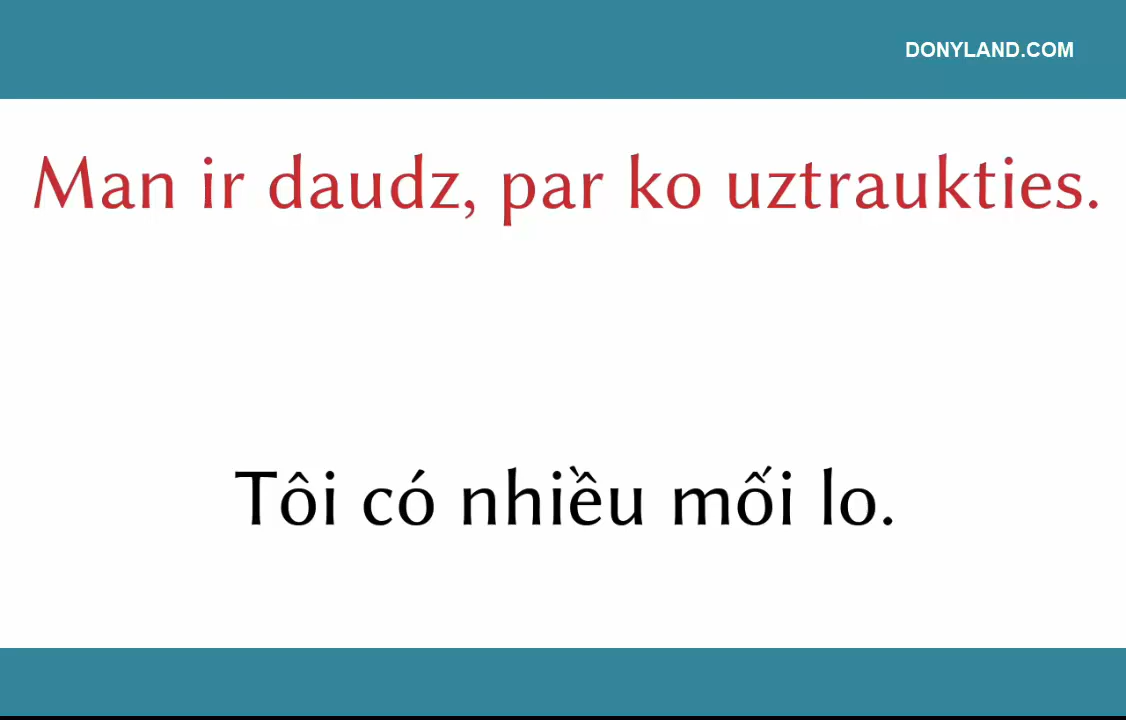 DONYLAND.COM
Man ir daudz, par ko uztraukties.
Tôi có nhiều mối lo.